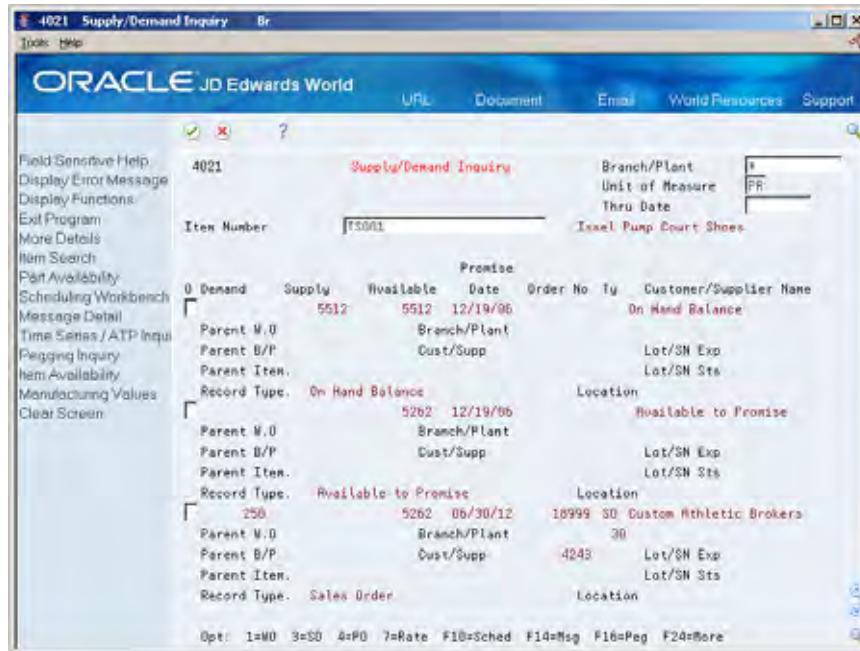 4021 Supply/Demand Inquiry Br
Tools Help
ORACLE JD Edwards World
URL Document Email World Resources Support
Field Sensitive Help
Display Error Message
Display Functions
Exit Program
More Details
Item Search
Part Availability
Scheduling Workbench
Message Detail
Time Series / ATP Inqui
Pegging Inquiry
Item Availability
Manufacturing Values
Clear Screen
?
4021 Supply/Demand Inquiry Branch/Plant *
Unit of Measure PR
Thru Date
Item Number TS001 Issel Pump Court Shoes
Promise
O Demand Supply Available Date Order No Ty Customer/Supplier Name
5512 5512 12/19/06 On Hand Balance
Parent W.O Branch/Plant
Parent B/P Cust/Supp Lot/SN Exp
Parent Item. Lot/SN Sts
Record Type. On Hand Balance Location
5262 12/19/06 Available to Promise
Parent W.O Branch/Plant
Parent B/P Cust/Supp Lot/SN Exp
Parent Item. Lot/SN Sts
Record Type. Available to Promise Location
250 5262 06/30/12 18999 SO Custom Athletic Brokers
Parent W.O Branch/Plant 30
Parent B/P Cust/Supp 4243 Lot/SN Exp
Parent Item. Lot/SN Sts
Record Type. Sales Order Location
Opt: 1=WO 3=SO 4=PO 7=Rate F10=Sched F14=Msg F16=Peg F24=More